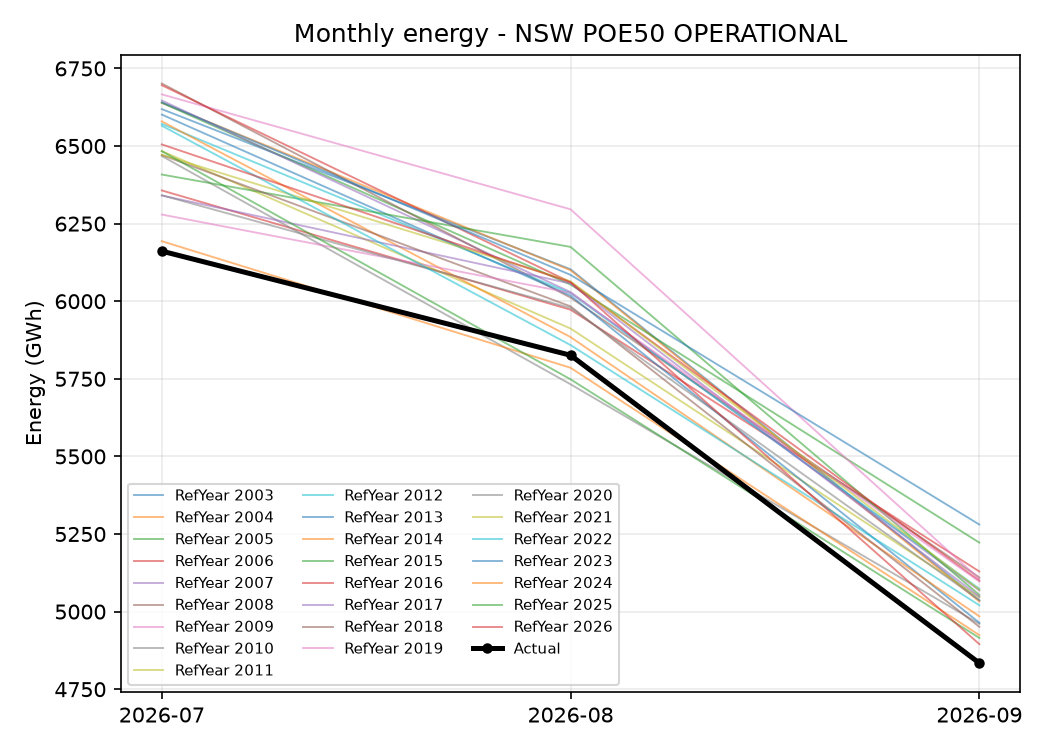 Monthly energy - NSW POE50 OPERATIONAL
Energy (GWh)
6750
6500
6250
6000
5750
5500
5250
5000
4750
2026-07
2026-08
2026-09
RefYear 2003
RefYear 2004
RefYear 2005
RefYear 2006
RefYear 2007
RefYear 2008
RefYear 2009
RefYear 2010
RefYear 2011
RefYear 2012
RefYear 2013
RefYear 2014
RefYear 2015
RefYear 2016
RefYear 2017
RefYear 2018
RefYear 2019
RefYear 2020
RefYear 2021
RefYear 2022
RefYear 2023
RefYear 2024
RefYear 2025
RefYear 2026
Actual